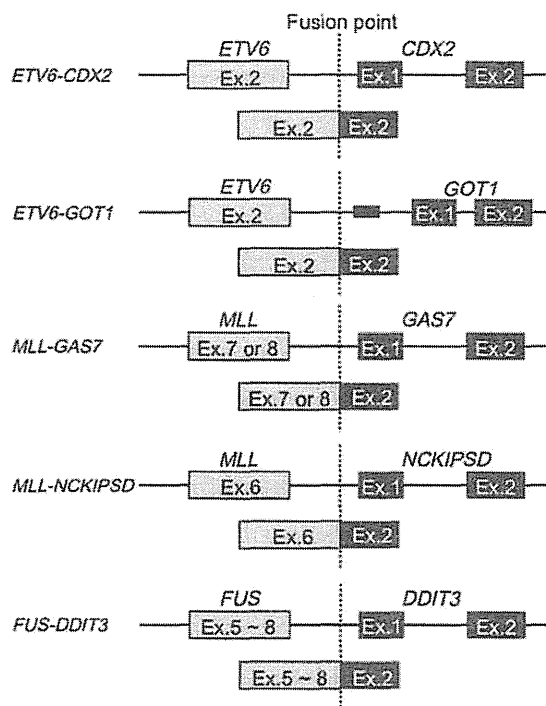 Fusion point
ETV6 CDX2
ETV6-CDX2 Ex.2 Ex.1 Ex.2
Ex.2 Ex.2
ETV6 GOT1
ETV6-GOT1 Ex.2 Ex.1 Ex.2
Ex.2 Ex.2
MLL GAS7
MLL-GAS7 Ex.7 or 8 Ex.1 Ex.2
Ex.7 or 8 Ex.2
MLL NCKIPSD
MLL-NCKIPSD Ex.6 Ex.1 Ex.2
Ex.6 Ex.2
FUS DDIT3
FUS-DDIT3 Ex.5 ~ 8 Ex.1 Ex.2
Ex.5 ~ 8 Ex.2